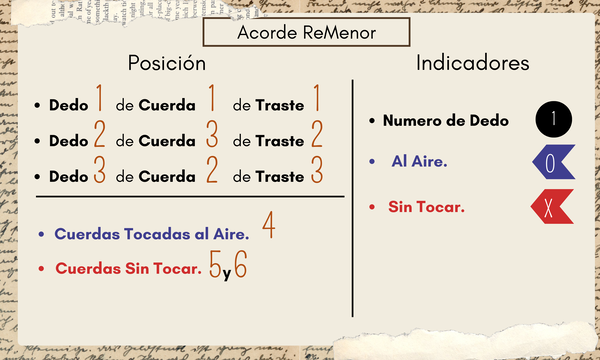 Acorde ReMenor
Posición
Dedo 1 de Cuerda 1 de Traste 1
Dedo 2 de Cuerda 3 de Traste 2
Dedo 3 de Cuerda 2 de Traste 3
Cuerdas Tocadas al Aire. 4
Cuerdas Sin Tocar. 5 y 6
Indicadores
Numero de Dedo 1
Al Aire. 0
Sin Tocar. X